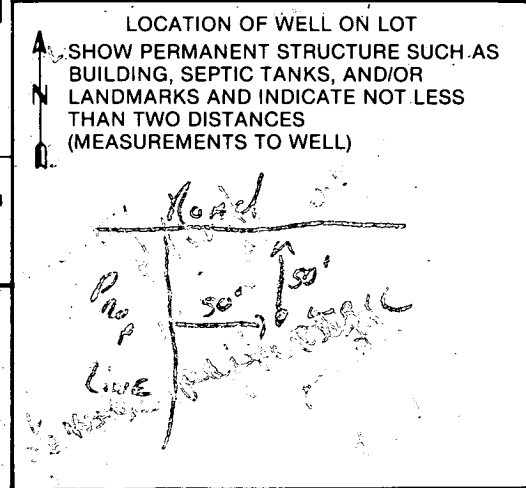 LOCATION OF WELL ON LOT
SHOW PERMANENT STRUCTURE SUCH AS
BUILDING, SEPTIC TANKS, AND/OR
N LANDMARKS AND INDICATE NOT LESS
THAN TWO DISTANCES
(MEASUREMENTS TO WELL)
Road
Prop
50'
50'
Line